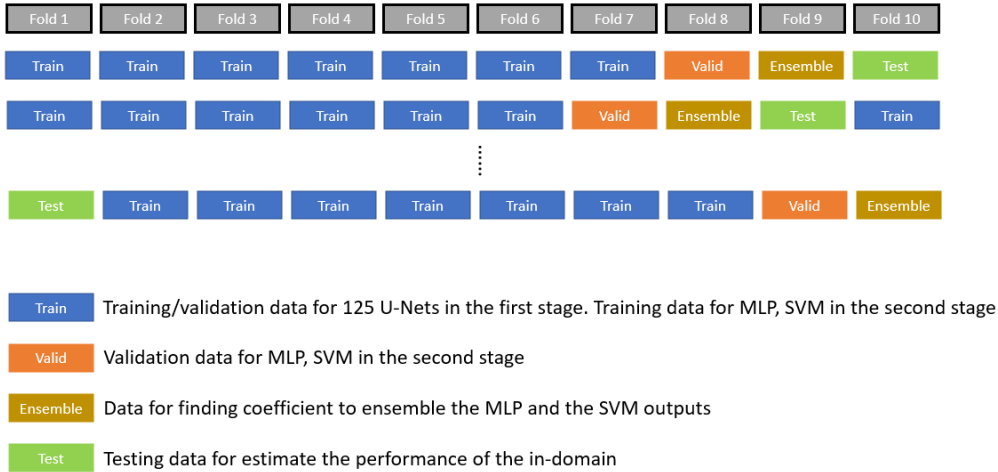 Fold 1 Fold 2 Fold 3 Fold 4 Fold 5 Fold 6 Fold 7 Fold 8 Fold 9 Fold 10
Train Train Train Train Train Train Train Valid Ensemble Test
Train Train Train Train Train Train Valid Ensemble Test Train
Test Train Train Train Train Train Train Train Valid Ensemble
Train Training/validation data for 125 U-Nets in the first stage. Training data for MLP, SVM in the second stage
Valid Validation data for MLP, SVM in the second stage
Ensemble Data for finding coefficient to ensemble the MLP and the SVM outputs
Test Testing data for estimate the performance of the in-domain